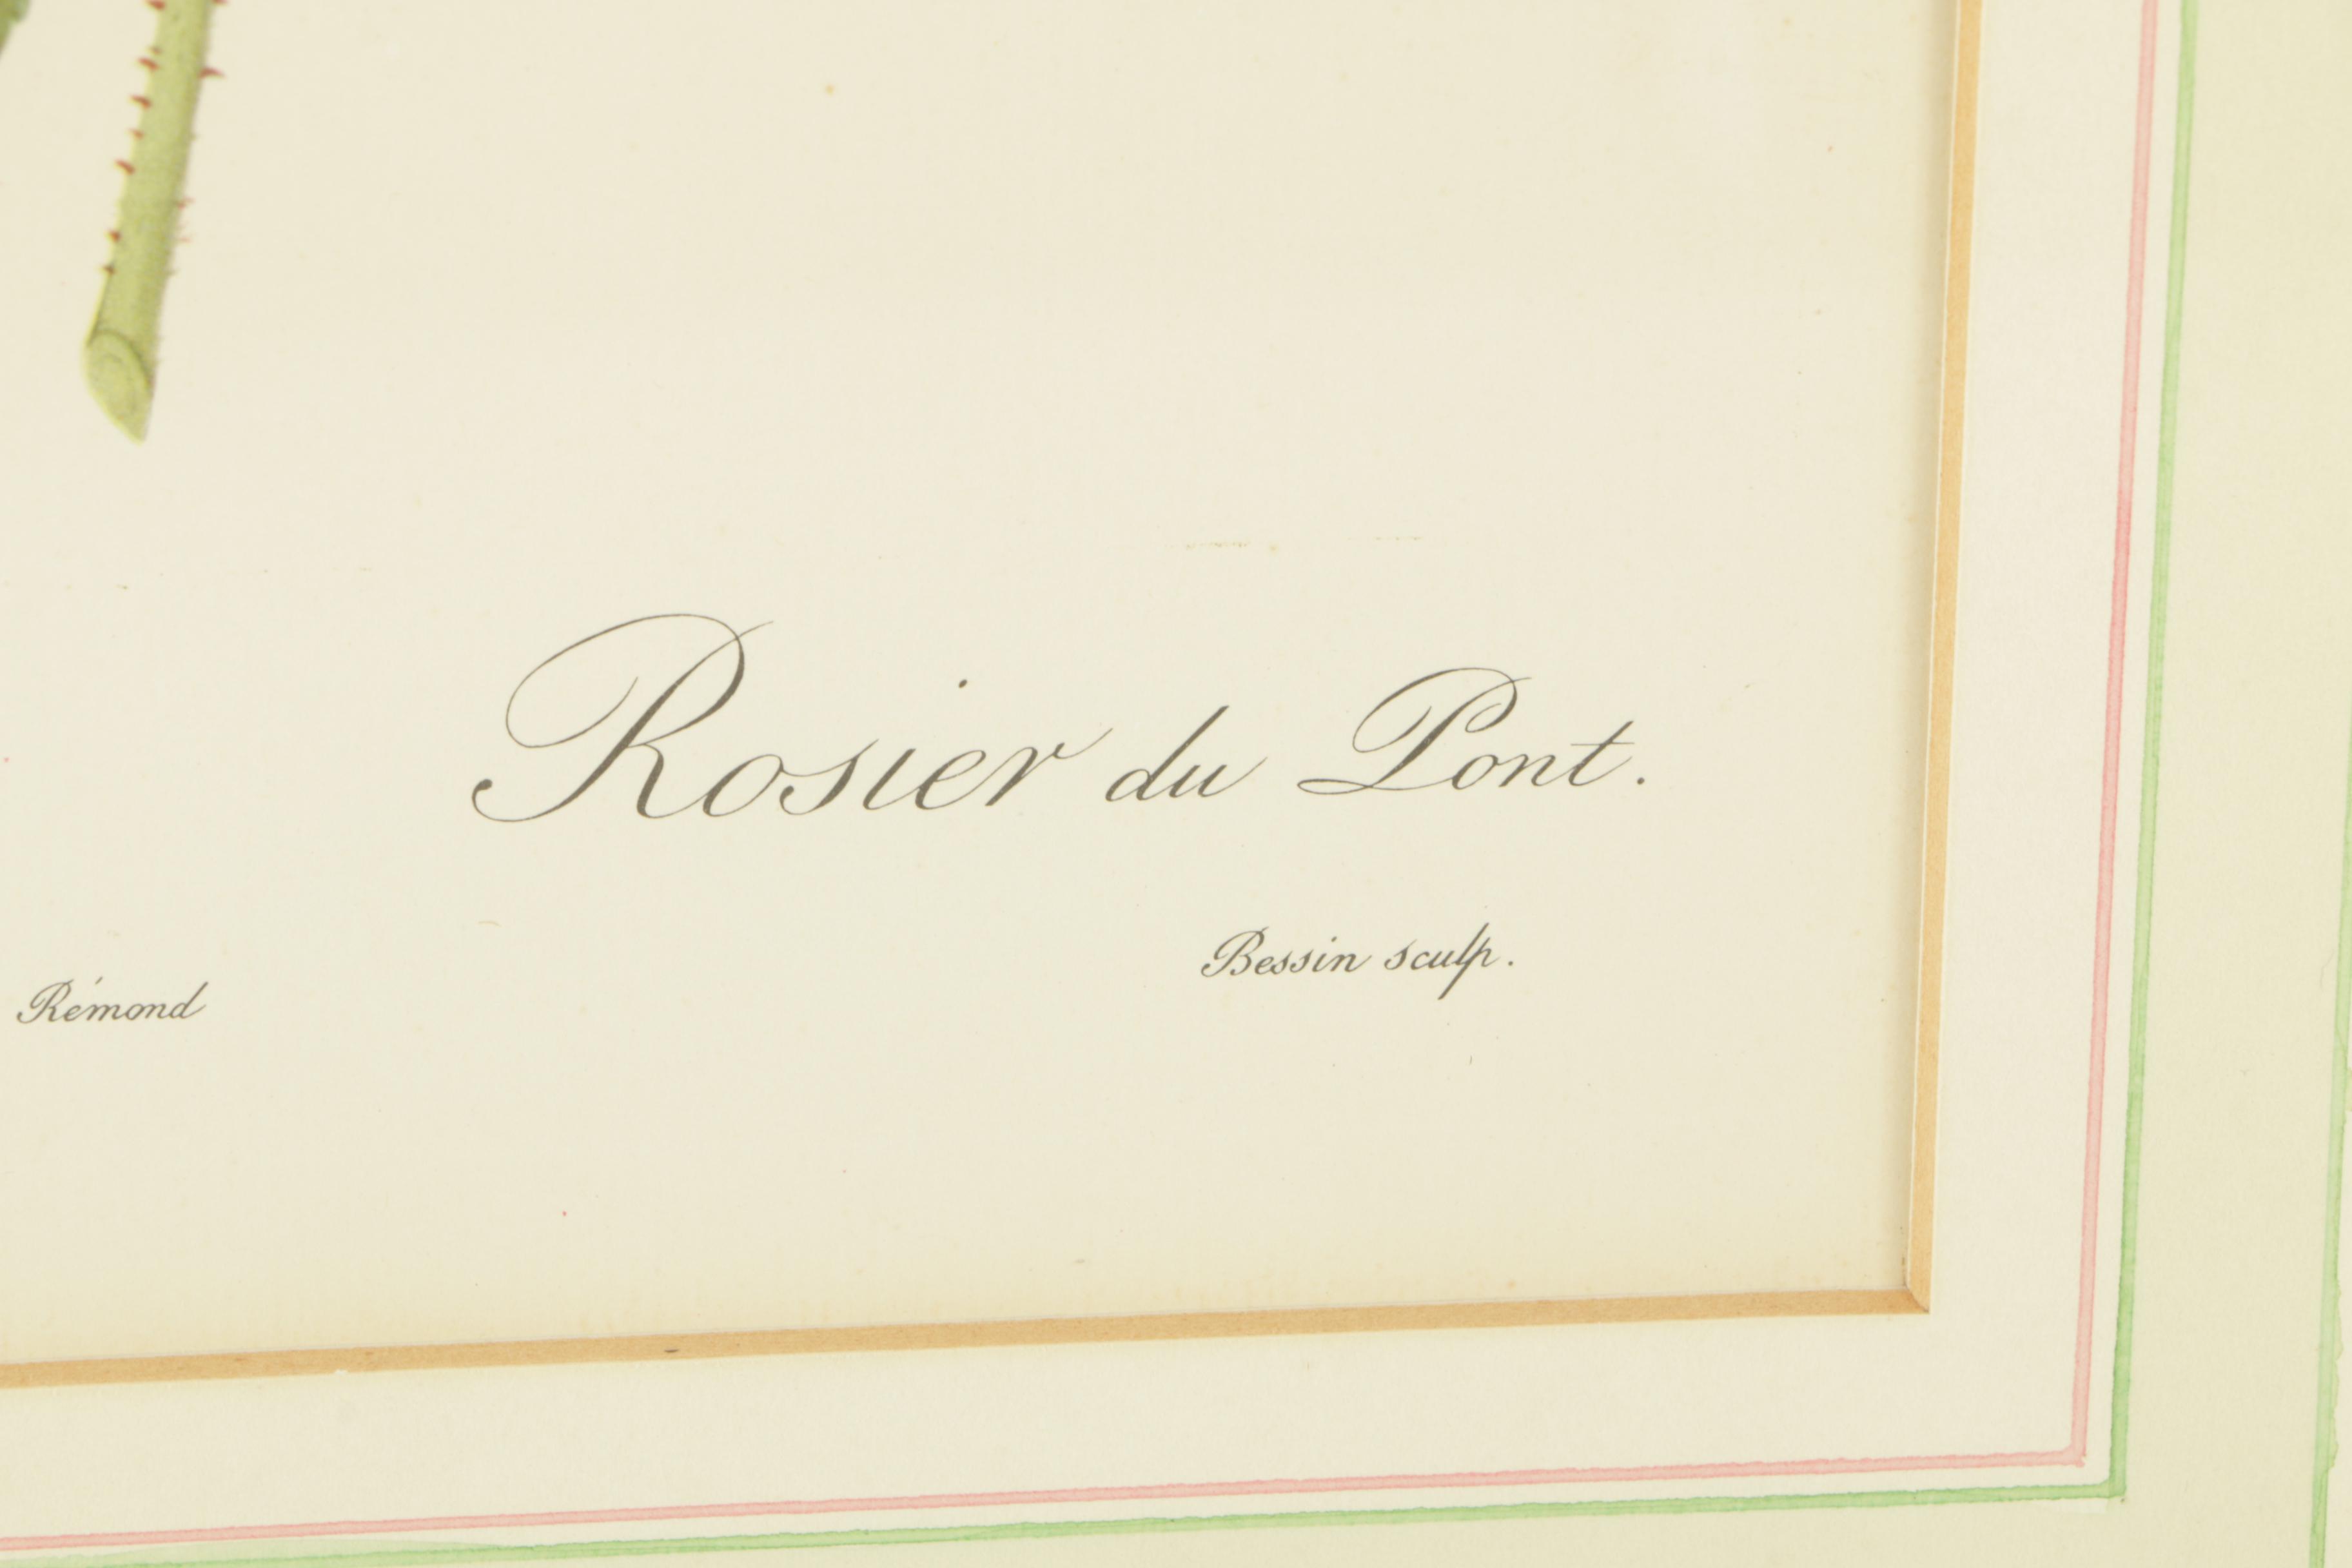 Rosier du Pont.
Bessin sculp.
Rémond